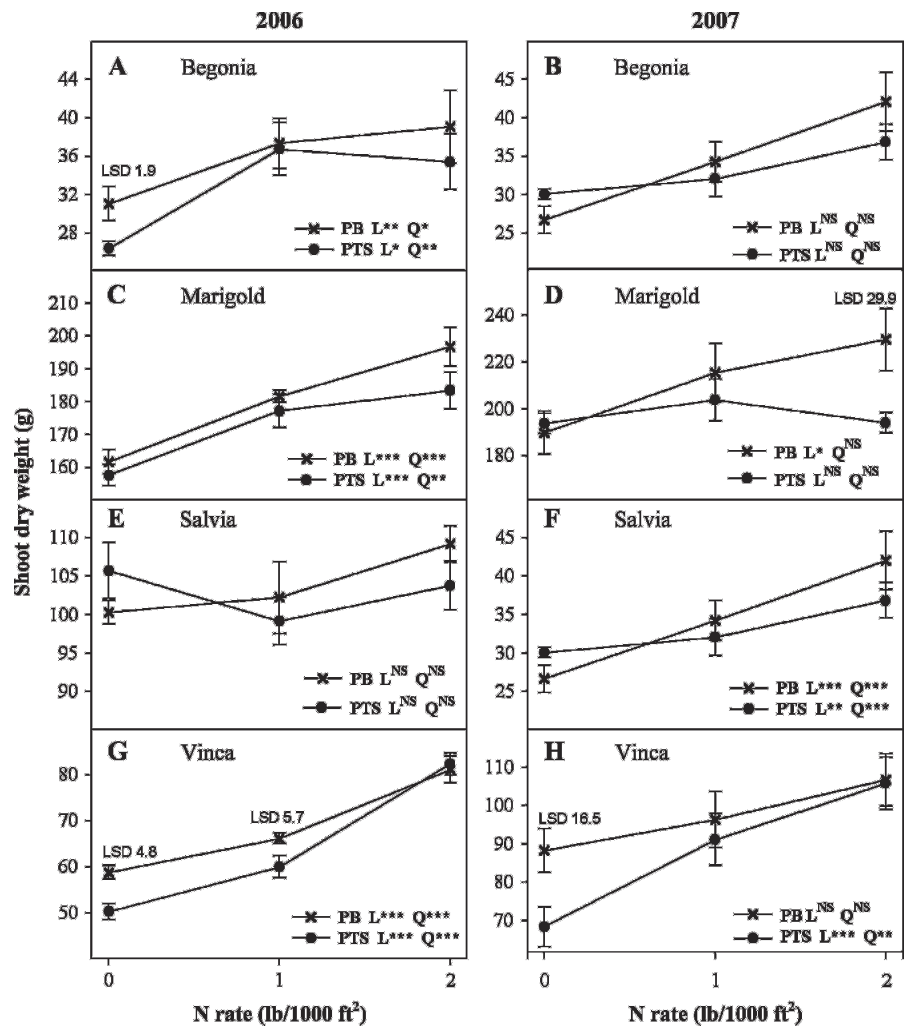 2006
2007
A Begonia
44
40
36
32
28
LSD 1.9
PB L** Q*
PTS L* Q**
B Begonia
45
40
35
30
25
PB L^NS Q^NS
PTS L^NS Q^NS
C Marigold
210
200
190
180
170
160
PB L*** Q***
PTS L*** Q**
D Marigold
LSD 29.9
240
220
200
180
PB L* Q^NS
PTS L^NS Q^NS
Shoot dry weight (g)
E Salvia
110
105
100
95
90
PB L^NS Q^NS
PTS L^NS Q^NS
F Salvia
45
40
35
30
25
PB L*** Q***
PTS L** Q***
G Vinca
80
70
60
50
LSD 4.8
LSD 5.7
PB L*** Q***
PTS L*** Q***
0 1 2
N rate (lb/1000 ft²)
H Vinca
110
100
90
80
70
LSD 16.5
PB L^NS Q^NS
PTS L*** Q**
0 1 2
N rate (lb/1000 ft²)